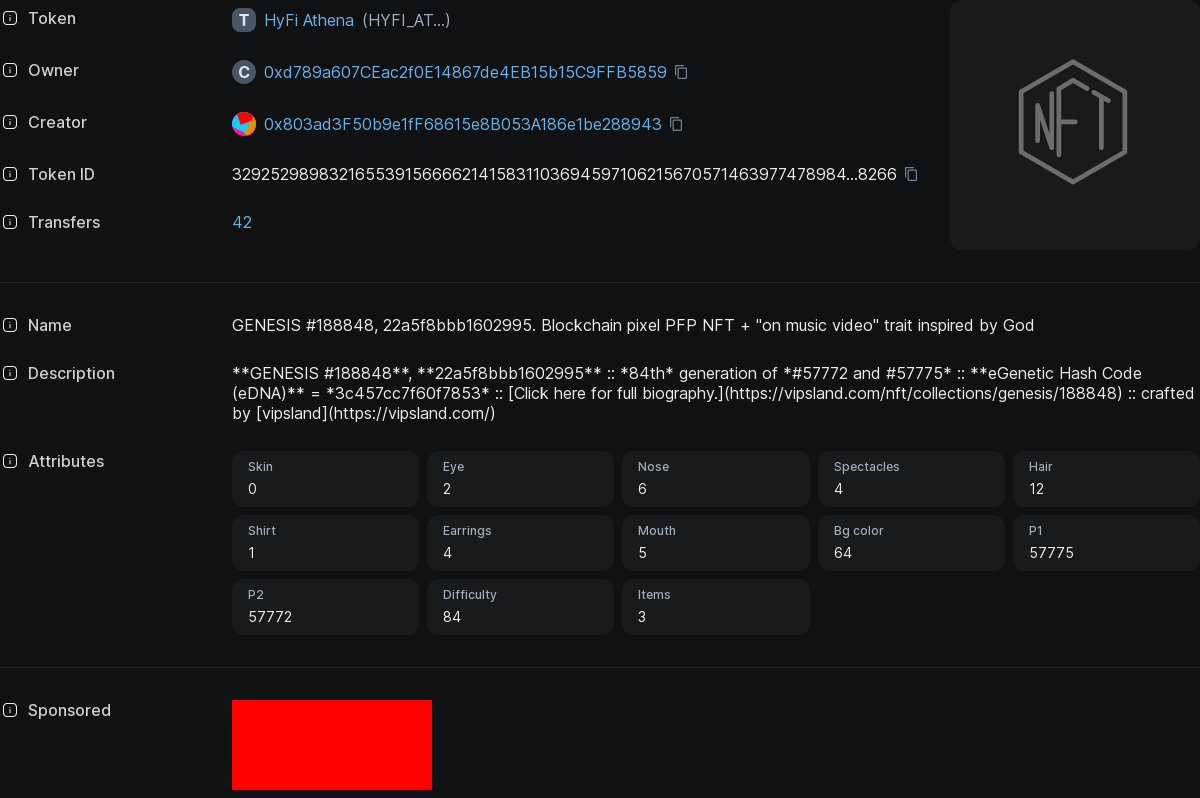 Token
T HyFi Athena (HYFI_AT...)
Owner
C 0xd789a607CEac2f0E14867de4EB15b15C9FFB5859
Creator
0x803ad3F50b9e1fF68615e8B053A186e1be288943
Token ID
32925298983216553915666621415831103694597106215670571463977478984...8266
Transfers
42
NFT
Name
GENESIS #188848, 22a5f8bbb1602995. Blockchain pixel PFP NFT + "on music video" trait inspired by God
Description
**GENESIS #188848**, **22a5f8bbb1602995** :: *84th* generation of *#57772 and #57775* :: **eGenetic Hash Code
(eDNA)** = *3c457cc7f60f7853* :: [Click here for full biography.](https://vipsland.com/nft/collections/genesis/188848) :: crafted
by [vipsland](https://vipsland.com/)
Attributes
Skin
0
Eye
2
Nose
6
Spectacles
4
Hair
12
Shirt
1
Earrings
4
Mouth
5
Bg color
64
P1
57775
P2
57772
Difficulty
84
Items
3
Sponsored